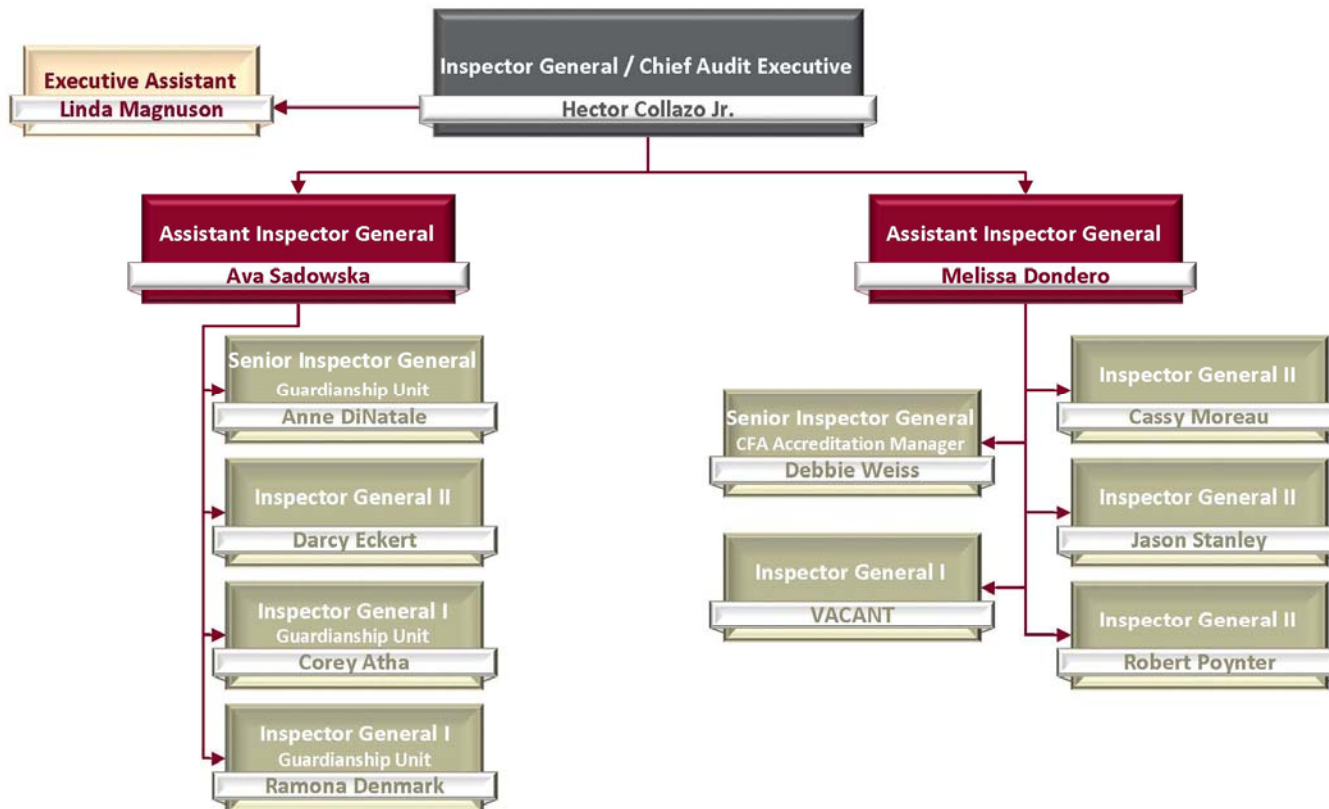 Inspector General / Chief Audit Executive
Hector Collazo Jr.
Executive Assistant
Linda Magnuson
Assistant Inspector General
Ava Sadowska
Senior Inspector General
Guardianship Unit
Anne DiNatale
Inspector General II
Darcy Eckert
Inspector General I
Guardianship Unit
Corey Atha
Inspector General I
Guardianship Unit
Ramona Denmark
Assistant Inspector General
Melissa Dondero
Senior Inspector General
CFA Accreditation Manager
Debbie Weiss
Inspector General I
VACANT
Inspector General II
Cassy Moreau
Inspector General II
Jason Stanley
Inspector General II
Robert Poynter